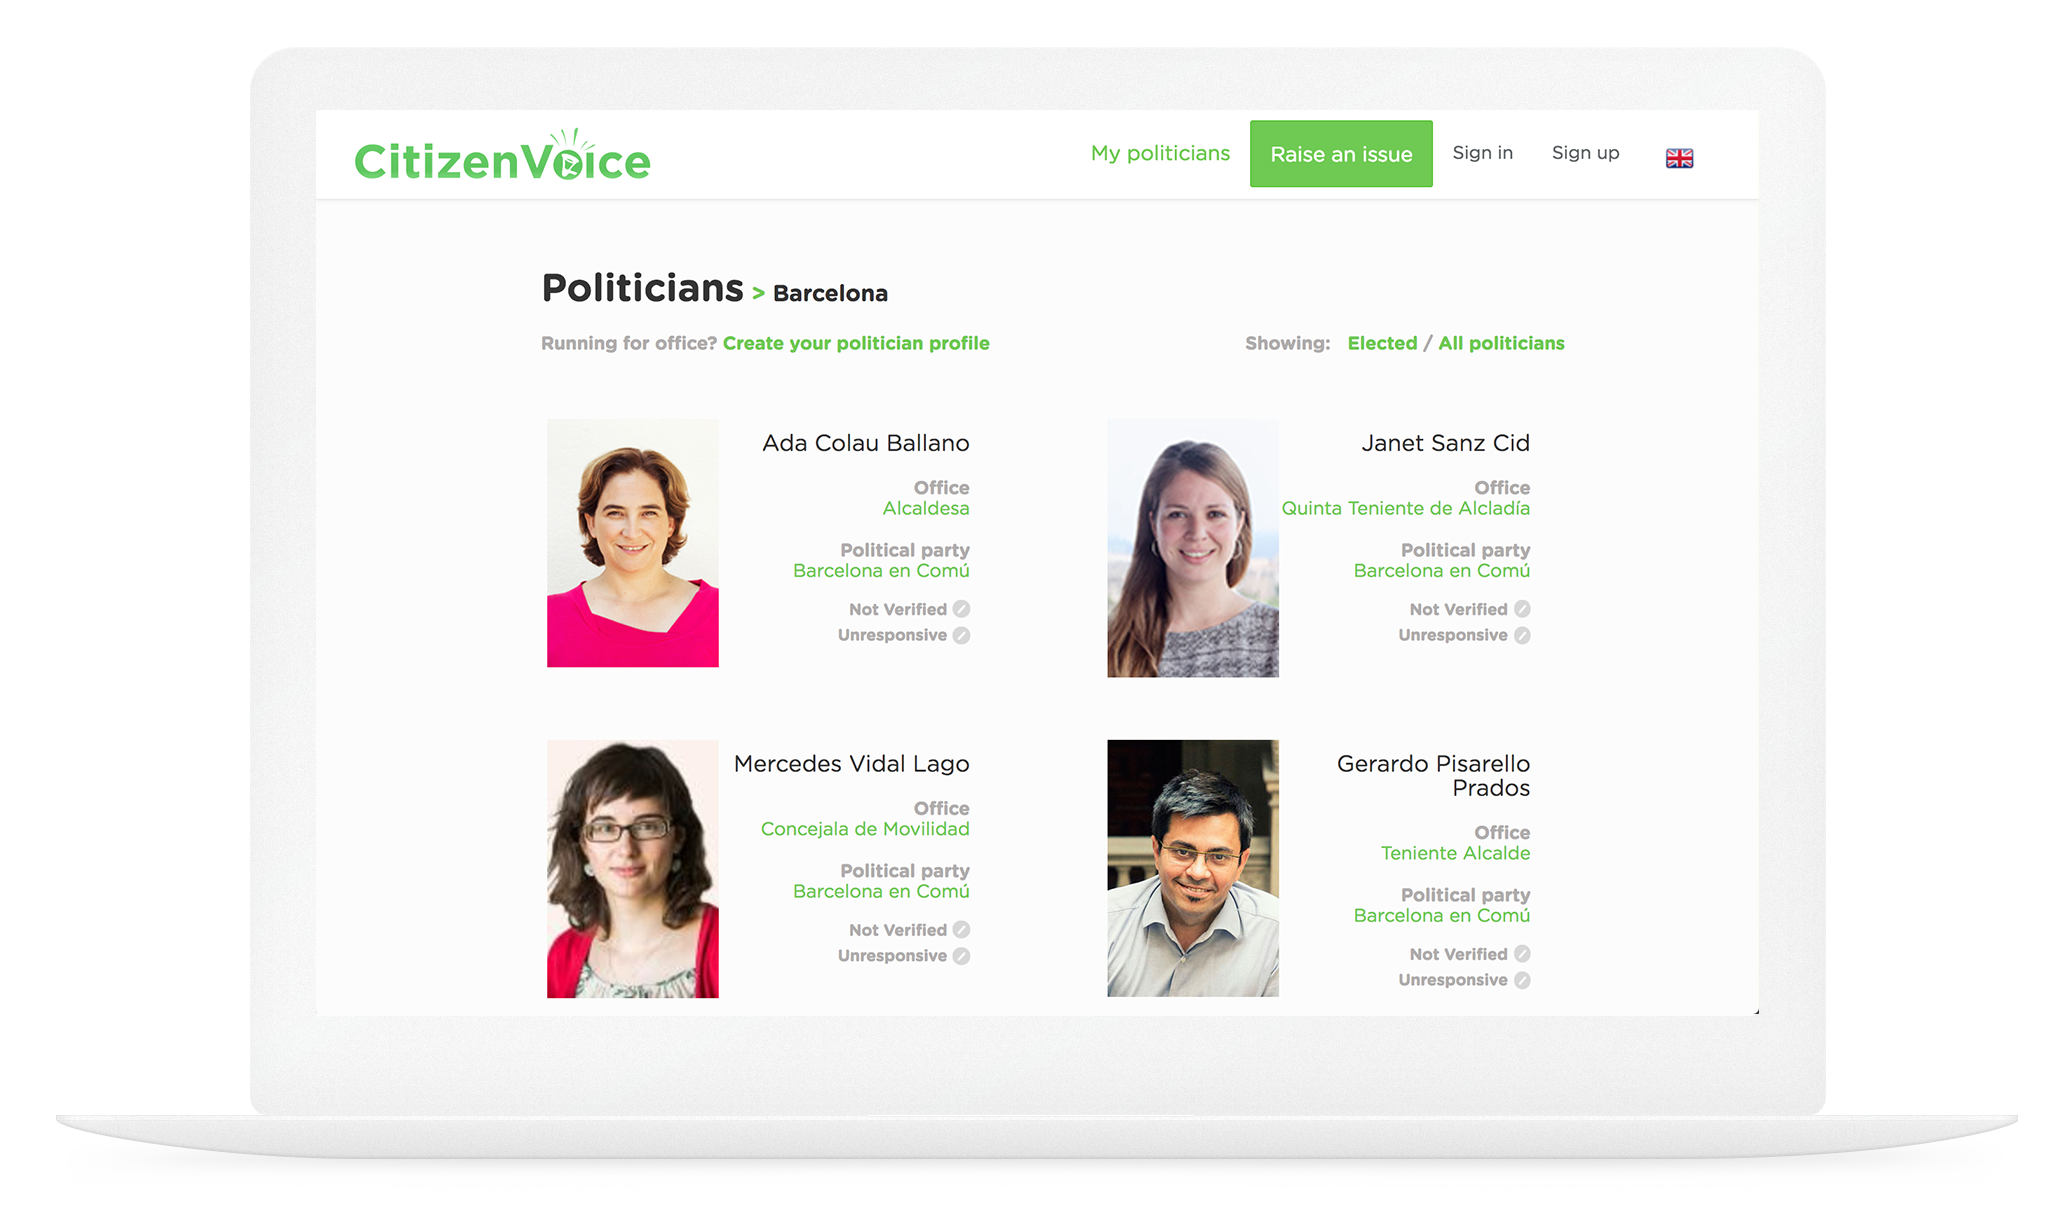 CitizenVoice
My politicians
Raise an issue
Sign in
Sign up
Politicians > Barcelona
Running for office? Create your politician profile
Showing: Elected / All politicians
Ada Colau Ballano
Office
Alcaldesa
Political party
Barcelona en Comú
Not Verified
Unresponsive
Janet Sanz Cid
Office
Quinta Teniente de Alcladía
Political party
Barcelona en Comú
Not Verified
Unresponsive
Mercedes Vidal Lago
Office
Concejala de Movilidad
Political party
Barcelona en Comú
Not Verified
Unresponsive
Gerardo Pisarello
Prados
Office
Teniente Alcalde
Political party
Barcelona en Comú
Not Verified
Unresponsive